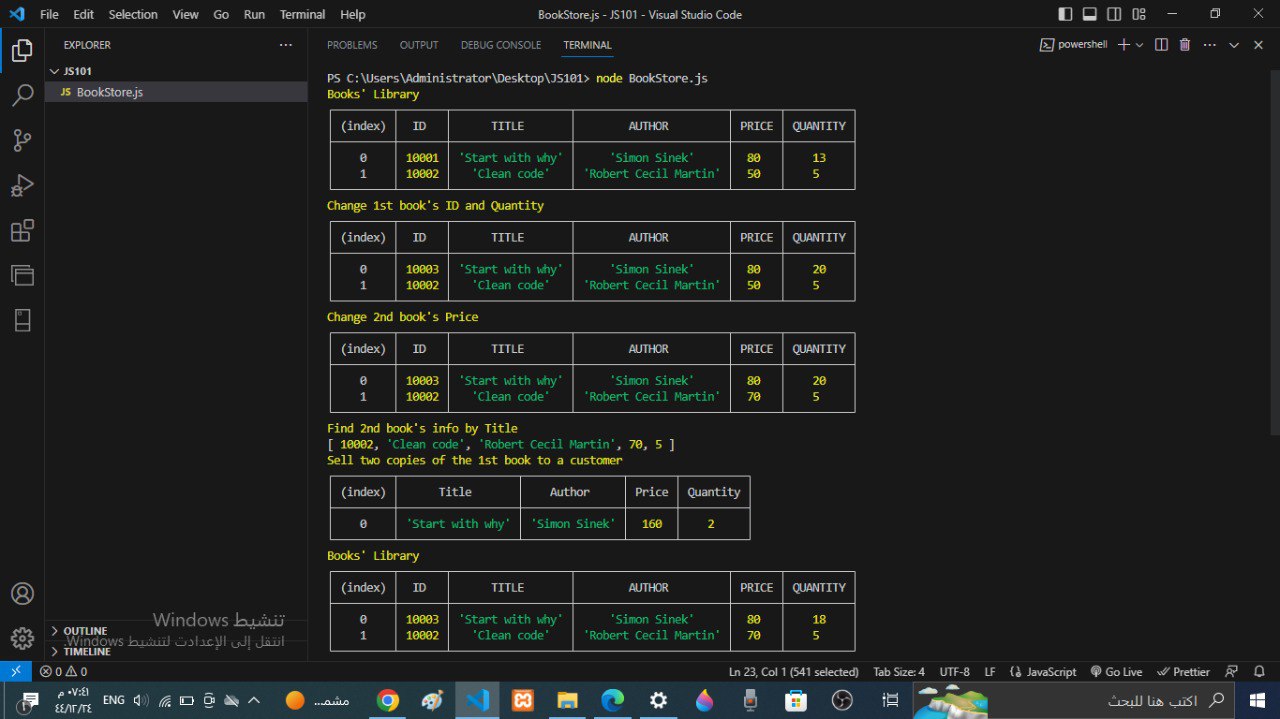 File Edit Selection View Go Run Terminal Help BookStore.js - JS101 - Visual Studio Code
EXPLORER
JS101
JS BookStore.js
OUTLINE
TIMELINE
PROBLEMS OUTPUT DEBUG CONSOLE TERMINAL powershell
PS C:\Users\Administrator\Desktop\JS101> node BookStore.js
Books' Library
(index) ID TITLE AUTHOR PRICE QUANTITY
0 10001 'Start with why' 'Simon Sinek' 80 13
1 10002 'Clean code' 'Robert Cecil Martin' 50 5
Change 1st book's ID and Quantity
(index) ID TITLE AUTHOR PRICE QUANTITY
0 10003 'Start with why' 'Simon Sinek' 80 20
1 10002 'Clean code' 'Robert Cecil Martin' 50 5
Change 2nd book's Price
(index) ID TITLE AUTHOR PRICE QUANTITY
0 10003 'Start with why' 'Simon Sinek' 80 20
1 10002 'Clean code' 'Robert Cecil Martin' 70 5
Find 2nd book's info by Title
[ 10002, 'Clean code', 'Robert Cecil Martin', 70, 5 ]
Sell two copies of the 1st book to a customer
(index) Title Author Price Quantity
0 'Start with why' 'Simon Sinek' 160 2
Books' Library
(index) ID TITLE AUTHOR PRICE QUANTITY
0 10003 'Start with why' 'Simon Sinek' 80 18
1 10002 'Clean code' 'Robert Cecil Martin' 70 5
تنشيط Windows
انتقل إلى الإعدادت لتنشيط Windows
0 0 Ln 23, Col 1 (541 selected) Tab Size: 4 UTF-8 LF JavaScript Go Live Prettier
ENG مشمس... اكتب هنا للبحث